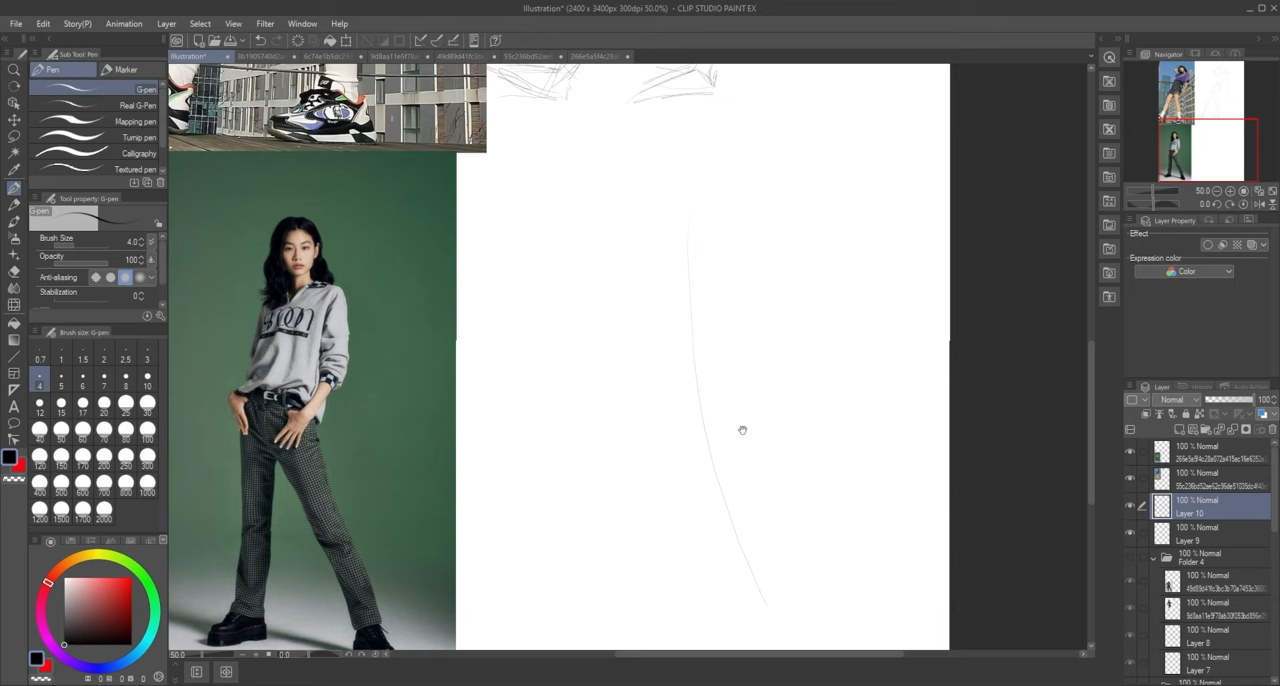 Illustration* (2400 x 3400px 300dpi 50.0%) - CLIP STUDIO PAINT EX
File Edit Story(P) Animation Layer Select View Filter Window Help
Sub Tool: Pen
Pen Marker
G-pen
Real G-Pen
Mapping pen
Turnip pen
Calligraphy
Textured pen
Tool property: G-pen
G-pen
Brush Size 4.0
Opacity 100
Anti-aliasing
Stabilization 0
Brush size: G-pen
0.7 1 1.5 2 2.5 3
4 5 6 7 8 10
12 15 17 20 25 30
40 50 60 70 80 100
120 150 170 200 250 300
400 500 600 700 800 1000
1200 1500 1700 2000
Illustration*
50.0
0.0
Navigator
50.0
0.0
Layer Property
Effect
Expression color
Color
Layer
Normal 100
100 % Normal
100 % Normal
100 % Normal
Layer 10
100 % Normal
Layer 9
100 % Normal
Folder 4
100 % Normal
100 % Normal
100 % Normal
Layer 8
100 % Normal
Layer 7